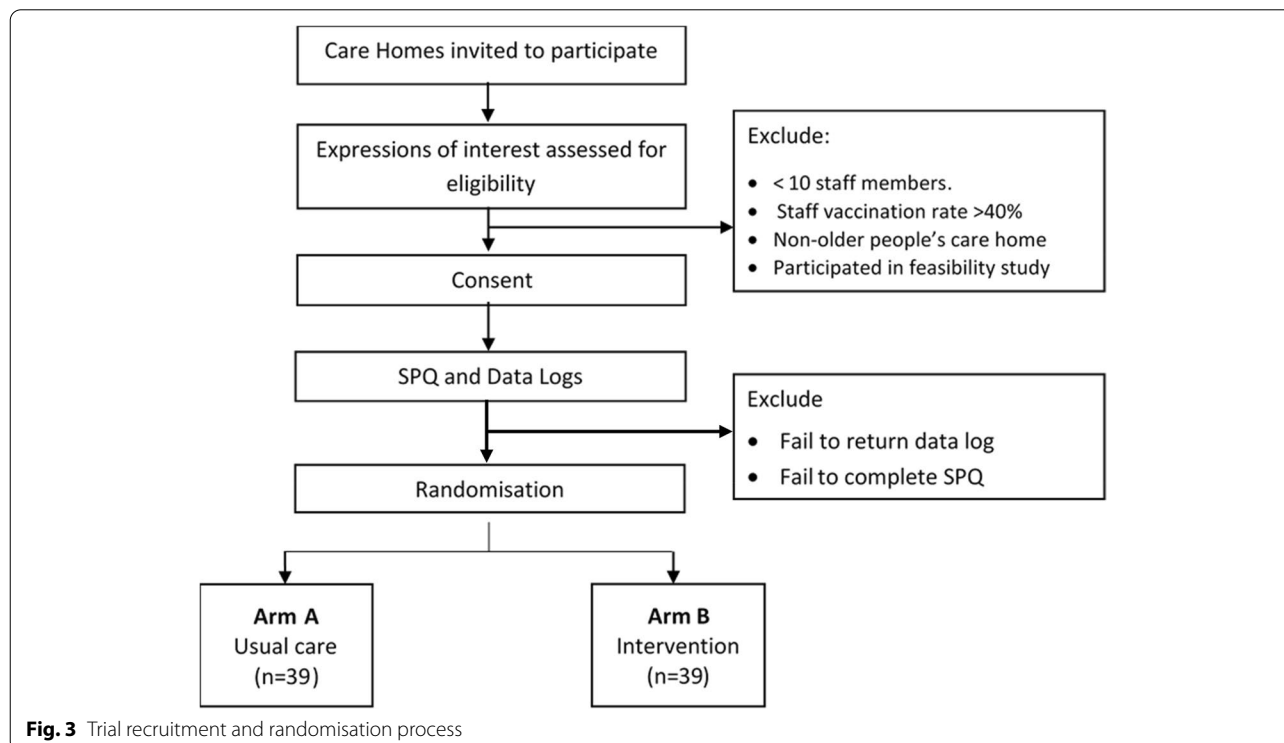 Care Homes invited to participate
Expressions of interest assessed for
eligibility
Exclude:
• < 10 staff members.
• Staff vaccination rate >40%
• Non-older people's care home
• Participated in feasibility study
Consent
SPQ and Data Logs
Exclude
• Fail to return data log
• Fail to complete SPQ
Randomisation
Arm A
Usual care
(n=39)
Arm B
Intervention
(n=39)
Fig. 3 Trial recruitment and randomisation process